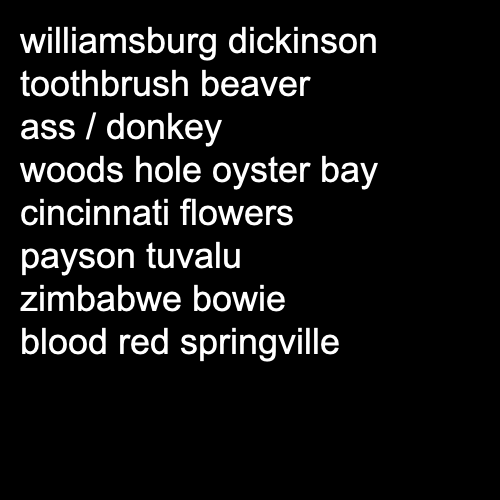 williamsburg dickinson
toothbrush beaver
ass / donkey
woods hole oyster bay
cincinnati flowers
payson tuvalu
zimbabwe bowie
blood red springville